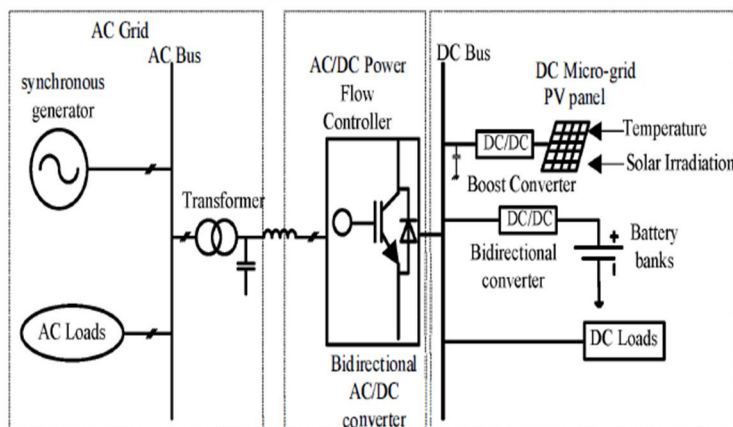 AC Grid
AC Bus
synchronous
generator
Transformer
AC Loads
AC/DC Power
Flow
Controller
Bidirectional
AC/DC
converter
DC Bus
DC Micro-grid
PV panel
DC/DC
Temperature
Solar Irradiation
Boost Converter
DC/DC
Bidirectional
converter
+
Battery
banks
DC Loads